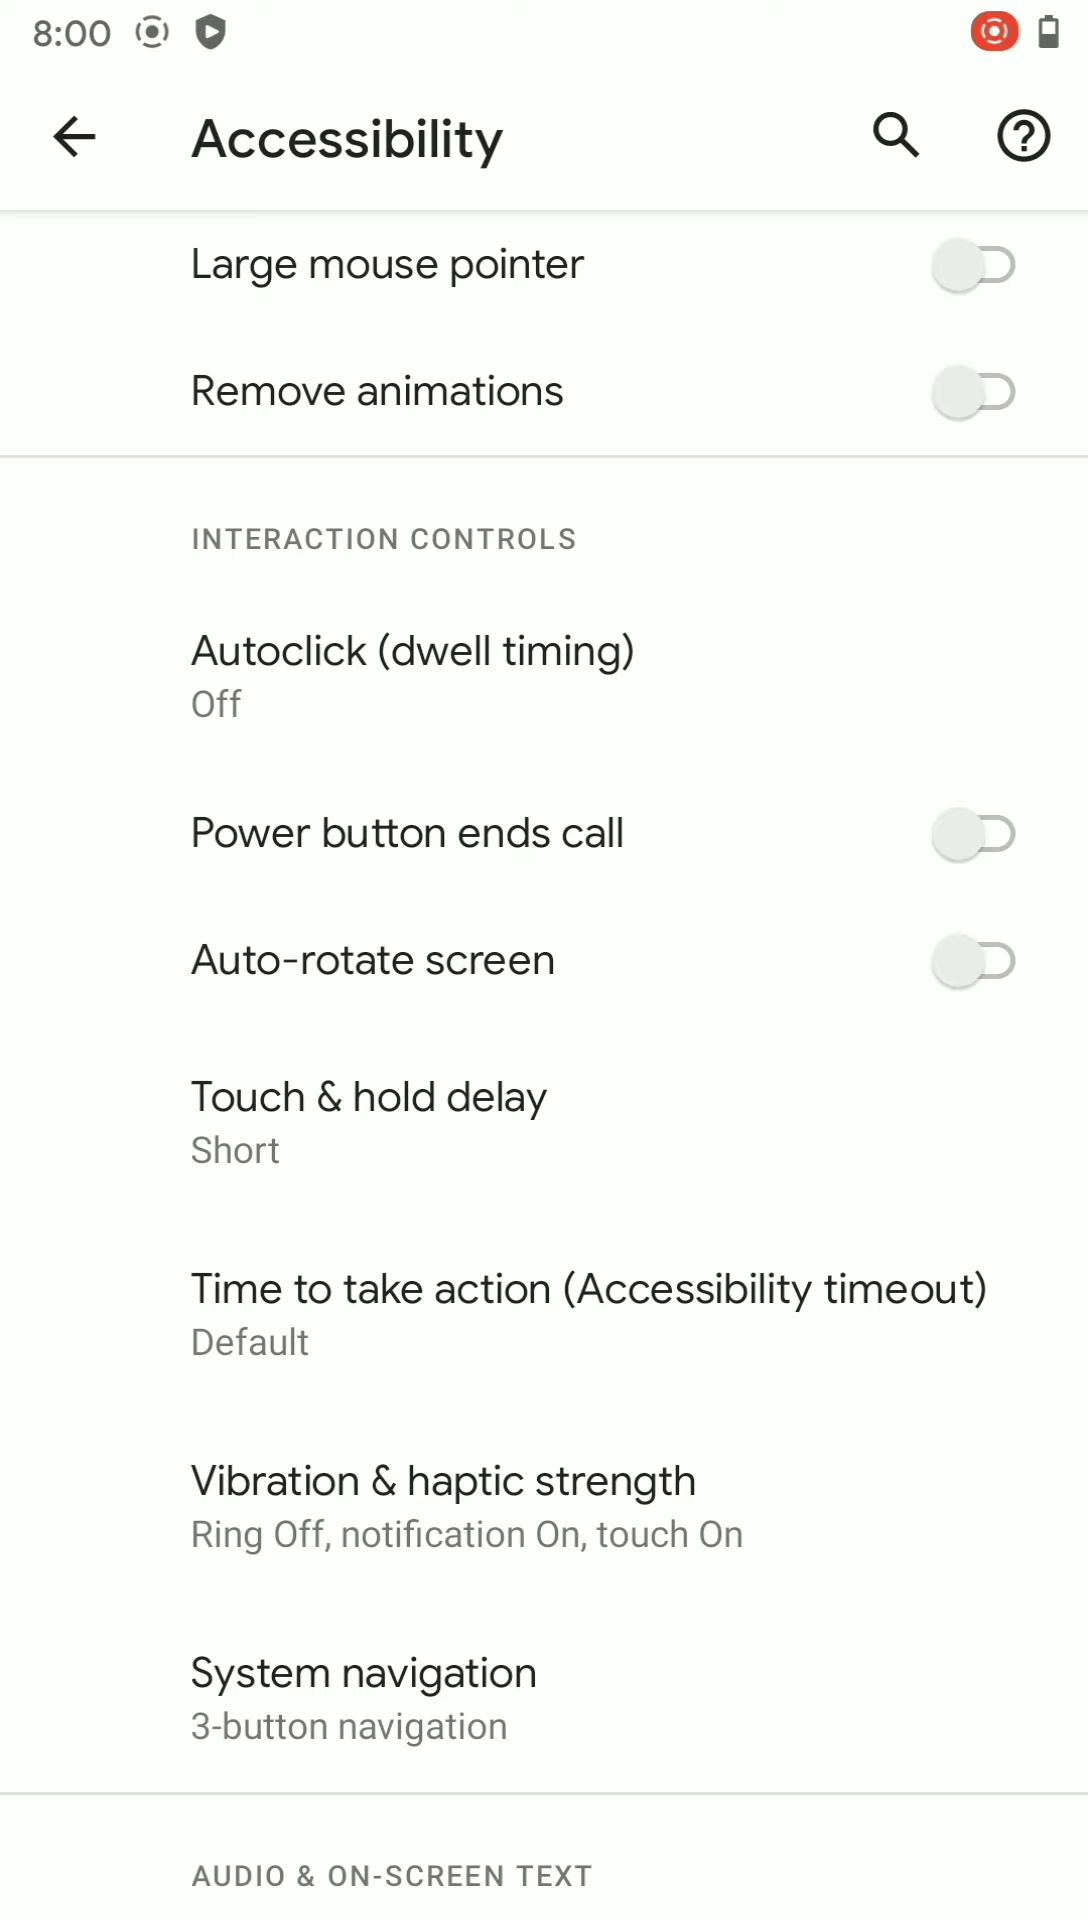 8:00
Accessibility
Large mouse pointer
Remove animations
INTERACTION CONTROLS
Autoclick (dwell timing)
Off
Power button ends call
Auto-rotate screen
Touch & hold delay
Short
Time to take action (Accessibility timeout)
Default
Vibration & haptic strength
Ring Off, notification On, touch On
System navigation
3-button navigation
AUDIO & ON-SCREEN TEXT